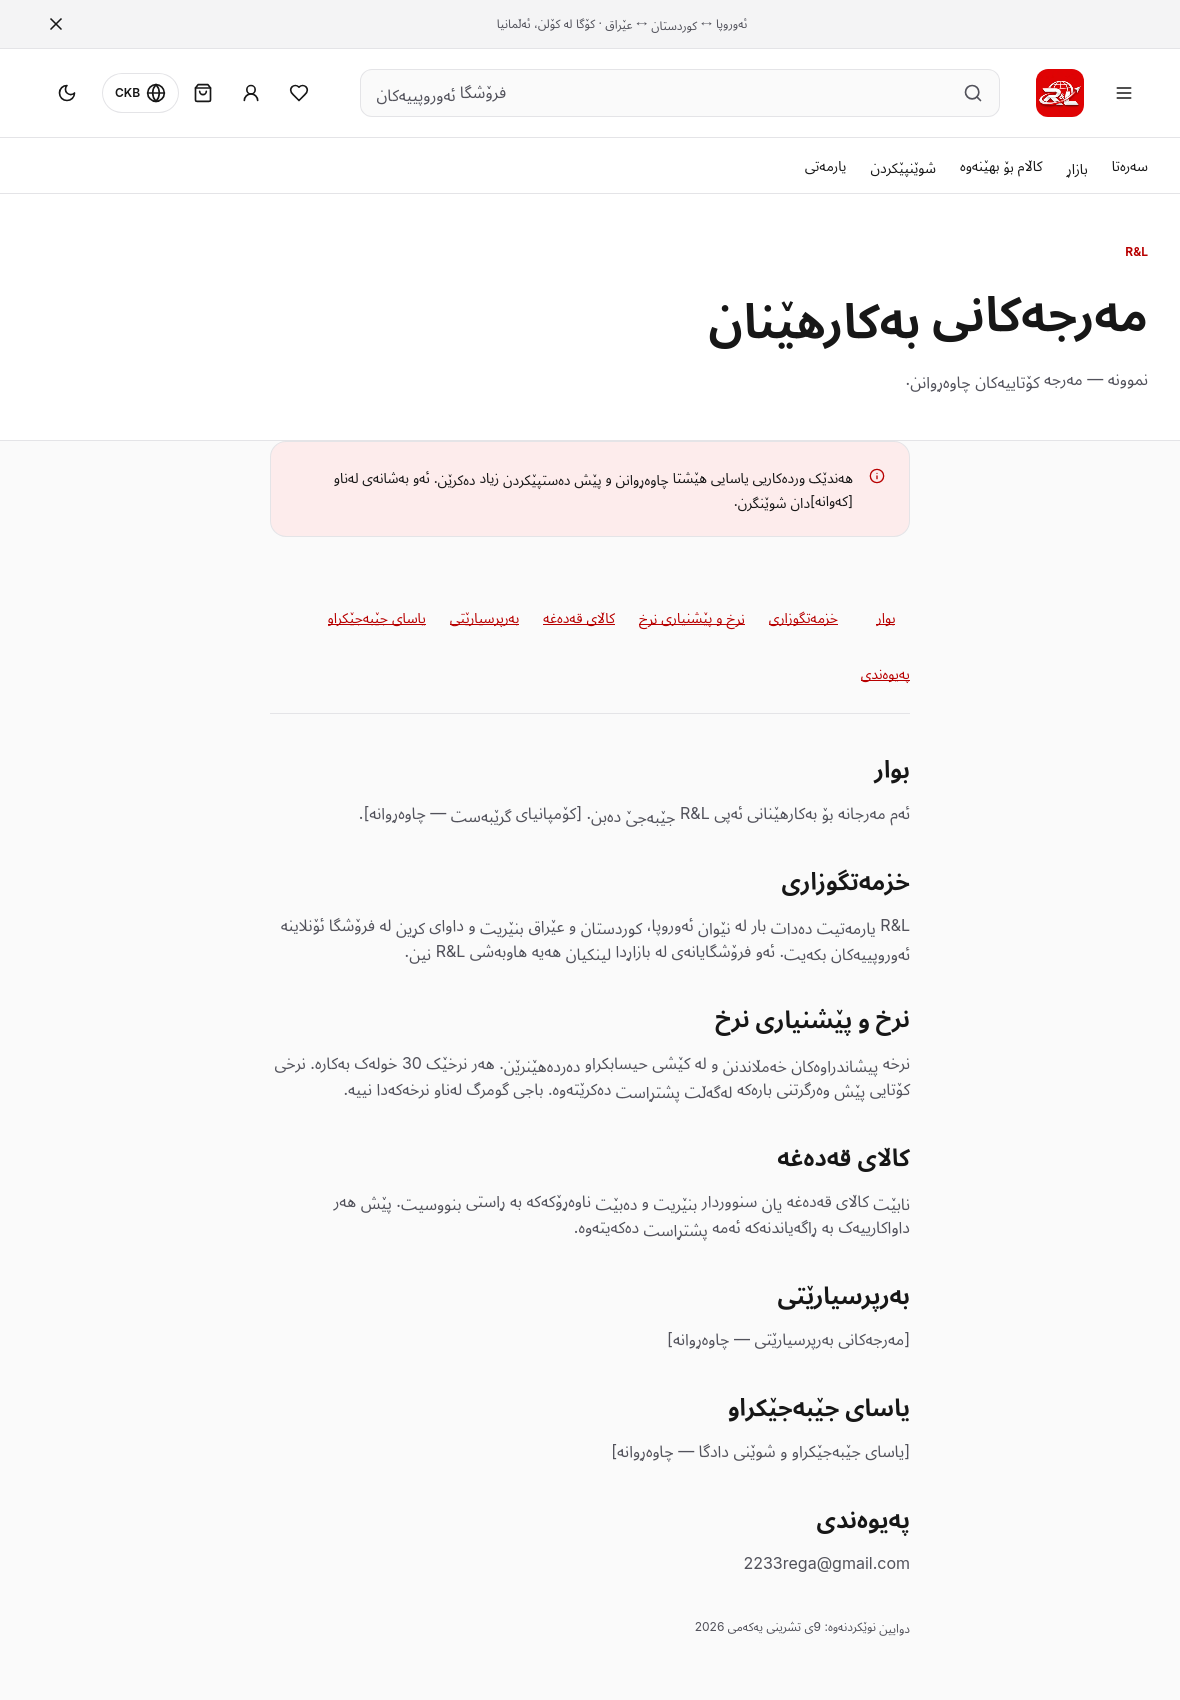 ئەوروپا ↔ کوردستان ↔ عێراق · کۆگا لە کۆلن، ئەڵمانیا
R&L
فرۆشگا ئەوروپییەکان
CKB
سەرەتا
بازاڕ
کاڵام بۆ بهێنەوە
شوێنپێکردن
یارمەتی
R&L
مەرجەکانی بەکارهێنان
نموونە — مەرجە کۆتاییەکان چاوەڕوانن.
هەندێک وردەکاریی یاسایی هێشتا چاوەڕوانن و پێش دەستپێکردن زیاد دەکرێن. ئەو بەشانەی لەناو
[کەوانە]دان شوێنگرن.
بوار
خزمەتگوزاری
نرخ و پێشنیاری نرخ
کاڵای قەدەغە
بەرپرسیارێتی
یاسای جێبەجێکراو
پەیوەندی
بوار
ئەم مەرجانە بۆ بەکارهێنانی ئەپی R&L جێبەجێ دەبن. [کۆمپانیای گرێبەست — چاوەڕوانە].
خزمەتگوزاری
R&L یارمەتیت دەدات بار لە نێوان ئەوروپا، کوردستان و عێراق بنێریت و داوای کڕین لە فرۆشگا ئۆنلاینە
ئەوروپییەکان بکەیت. ئەو فرۆشگایانەی لە بازاڕدا لینکیان هەیە هاوبەشی R&L نین.
نرخ و پێشنیاری نرخ
نرخە پیشاندراوەکان خەمڵاندنن و لە کێشی حیسابکراو دەردەهێنرێن. هەر نرخێک 30 خولەک بەکارە. نرخی
کۆتایی پێش وەرگرتنی بارەکە لەگەڵت پشتڕاست دەکرێتەوە. باجی گومرگ لەناو نرخەکەدا نییە.
کاڵای قەدەغە
نابێت کاڵای قەدەغە یان سنووردار بنێریت و دەبێت ناوەڕۆکەکە بە ڕاستی بنووسیت. پێش هەر
داواکارییەک بە ڕاگەیاندنەکە ئەمە پشتڕاست دەکەیتەوە.
بەرپرسیارێتی
[مەرجەکانی بەرپرسیارێتی — چاوەڕوانە]
یاسای جێبەجێکراو
[یاسای جێبەجێکراو و شوێنی دادگا — چاوەڕوانە]
پەیوەندی
2233rega@gmail.com
دوایین نوێکردنەوە: 9ی تشرینی یەکەمی 2026